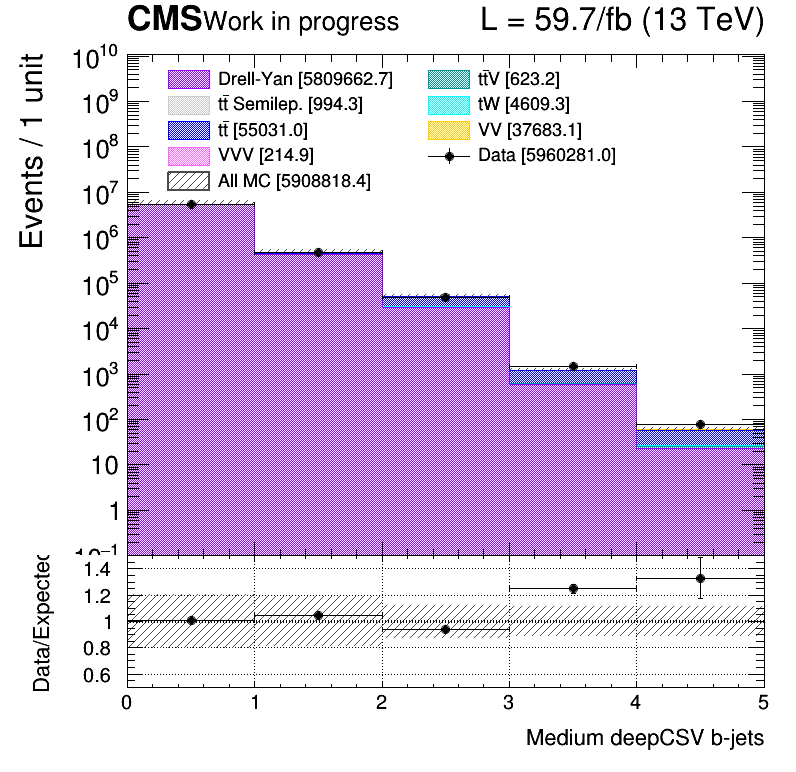 CMS Work in progress L = 59.7/fb (13 TeV)
Events / 1 unit
10^10
10^9
10^8
10^7
10^6
10^5
10^4
10^3
10^2
10
1
10^-1
Drell-Yan [5809662.7]
tt̄ Semilep. [994.3]
tt̄ [55031.0]
VVV [214.9]
All MC [5908818.4]
tt̄V [623.2]
tW [4609.3]
VV [37683.1]
Data [5960281.0]
Data/Expected
1.4
1.2
1
0.8
0.6
0 1 2 3 4 5
Medium deepCSV b-jets